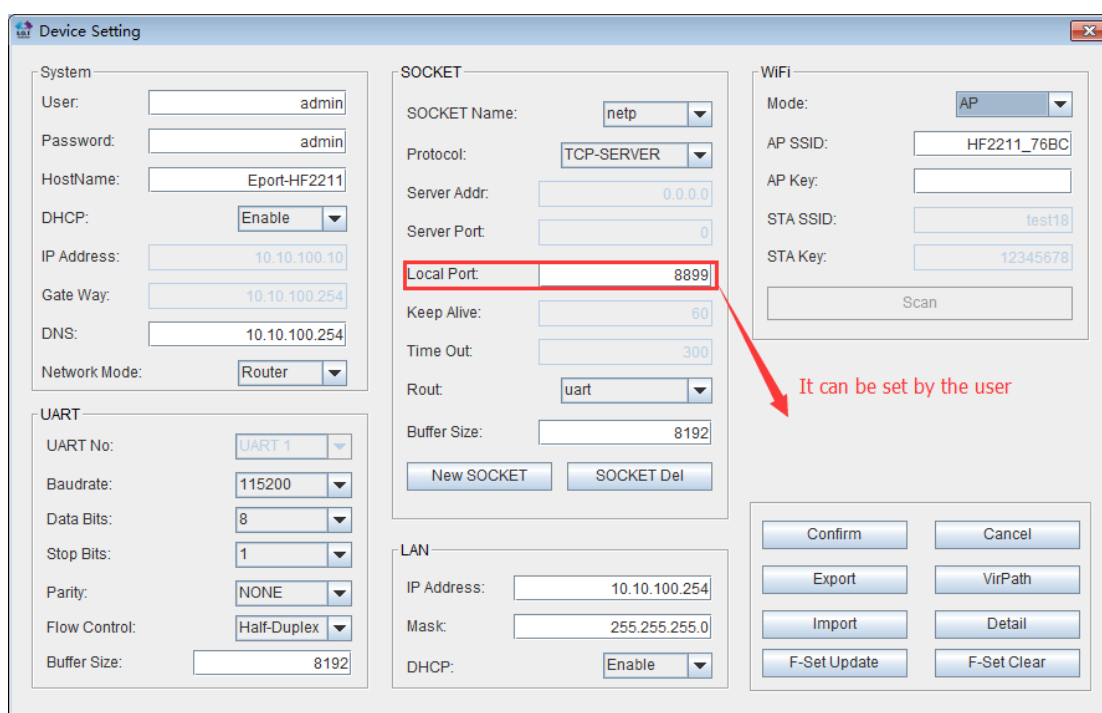 Device Setting
System
User: admin
Password: admin
HostName: Eport-HF2211
DHCP: Enable
IP Address: 10.10.100.10
Gate Way: 10.10.100.254
DNS: 10.10.100.254
Network Mode: Router
UART
UART No: UART 1
Baudrate: 115200
Data Bits: 8
Stop Bits: 1
Parity: NONE
Flow Control: Half-Duplex
Buffer Size: 8192
SOCKET
SOCKET Name: netp
Protocol: TCP-SERVER
Server Addr: 0.0.0.0
Server Port: 0
Local Port: 8899
Keep Alive: 60
Time Out: 300
Rout: uart
Buffer Size: 8192
New SOCKET SOCKET Del
LAN
IP Address: 10.10.100.254
Mask: 255.255.255.0
DHCP: Enable
WiFi
Mode: AP
AP SSID: HF2211_76BC
AP Key:
STA SSID: test18
STA Key: 12345678
Scan
It can be set by the user
Confirm Cancel
Export VirPath
Import Detail
F-Set Update F-Set Clear